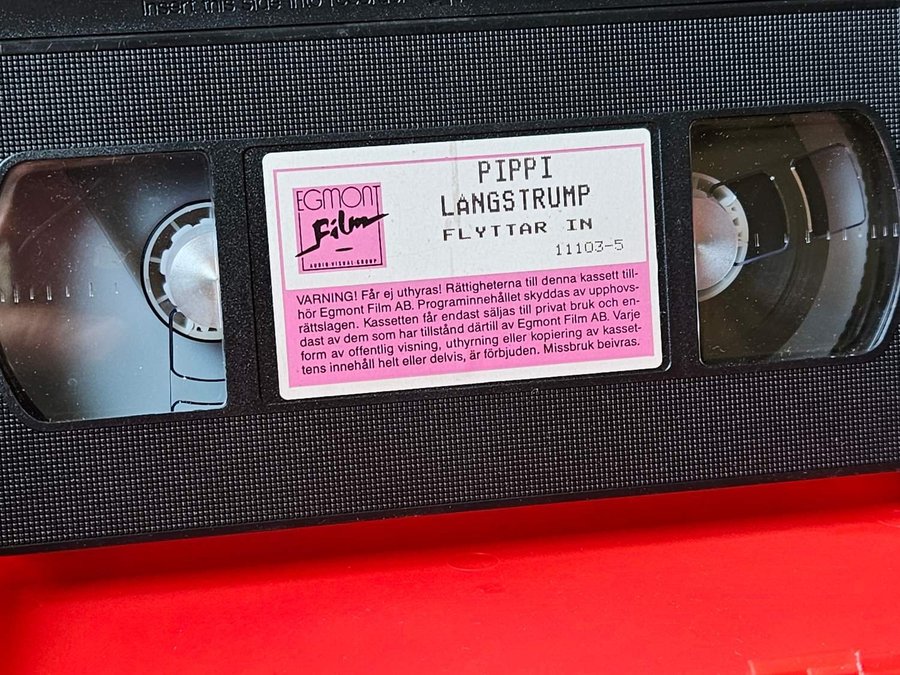 Insert this side into recorder
EGMONT
Film
AUDIO VISUAL GROUP
PIPPI
LANGSTRUMP
FLYTTAR IN
11103-5
VARNING! Får ej uthyras! Rättigheterna till denna kassett till-
hör Egmont Film AB. Programinnehållet skyddas av upphovs-
rättslagen. Kassetten får endast säljas till privat bruk och en-
dast av dem som har tillstånd därtill av Egmont Film AB. Varje
form av offentlig visning, uthyrning eller kopiering av kasset-
tens innehåll helt eller delvis, är förbjuden. Missbruk beivras.